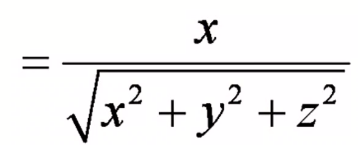 = x / √(x² + y² + z²)